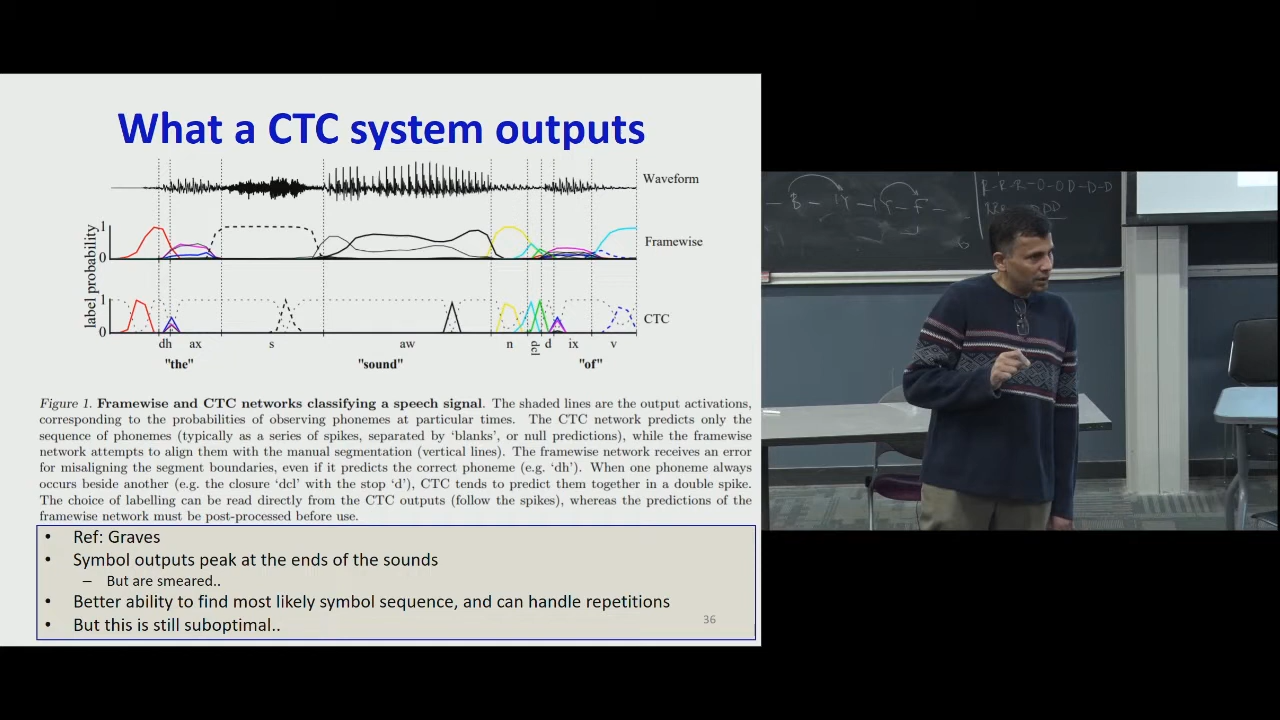 What a CTC system outputs
Waveform
Framewise
CTC
label probability
1
0
1
0
dh ax s aw n dcl d ix v
"the" "sound" "of"
Figure 1. Framewise and CTC networks classifying a speech signal. The shaded lines are the output activations,
corresponding to the probabilities of observing phonemes at particular times. The CTC network predicts only the
sequence of phonemes (typically as a series of spikes, separated by ‘blanks’, or null predictions), while the framewise
network attempts to align them with the manual segmentation (vertical lines). The framewise network receives an error
for misaligning the segment boundaries, even if it predicts the correct phoneme (e.g. ‘dh’). When one phoneme always
occurs beside another (e.g. the closure ‘dcl’ with the stop ‘d’), CTC tends to predict them together in a double spike.
The choice of labelling can be read directly from the CTC outputs (follow the spikes), whereas the predictions of the
framewise network must be post-processed before use.
• Ref: Graves
• Symbol outputs peak at the ends of the sounds
– But are smeared..
• Better ability to find most likely symbol sequence, and can handle repetitions
• But this is still suboptimal..
36
– B – IY – IY – F –
R-R-R-O-O D-D-D